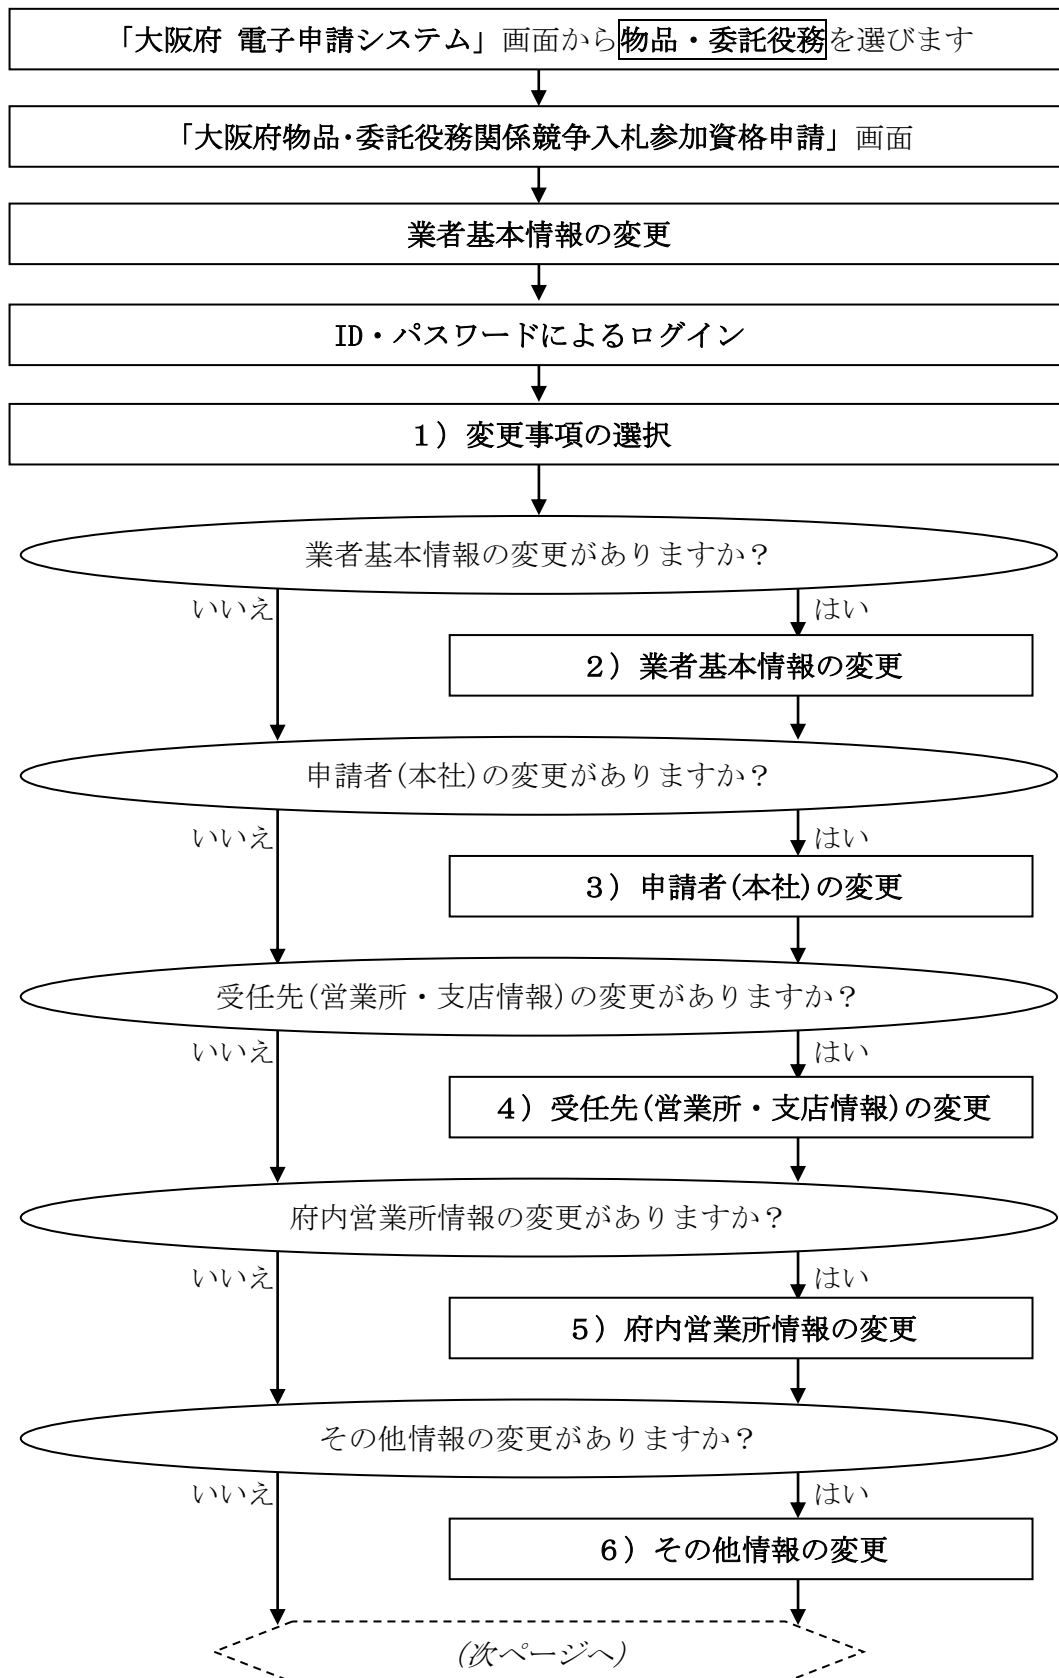 「大阪府 電子申請システム」画面から物品・委託役務を選びます
「大阪府物品・委託役務関係競争入札参加資格申請」画面
業者基本情報の変更
ID・パスワードによるログイン
1）変更事項の選択
業者基本情報の変更がありますか？
いいえ
はい
2）業者基本情報の変更
申請者(本社)の変更がありますか？
いいえ
はい
3）申請者(本社)の変更
受任先(営業所・支店情報)の変更がありますか？
いいえ
はい
4）受任先(営業所・支店情報)の変更
府内営業所情報の変更がありますか？
いいえ
はい
5）府内営業所情報の変更
その他情報の変更がありますか？
いいえ
はい
6）その他情報の変更
(次ページへ)